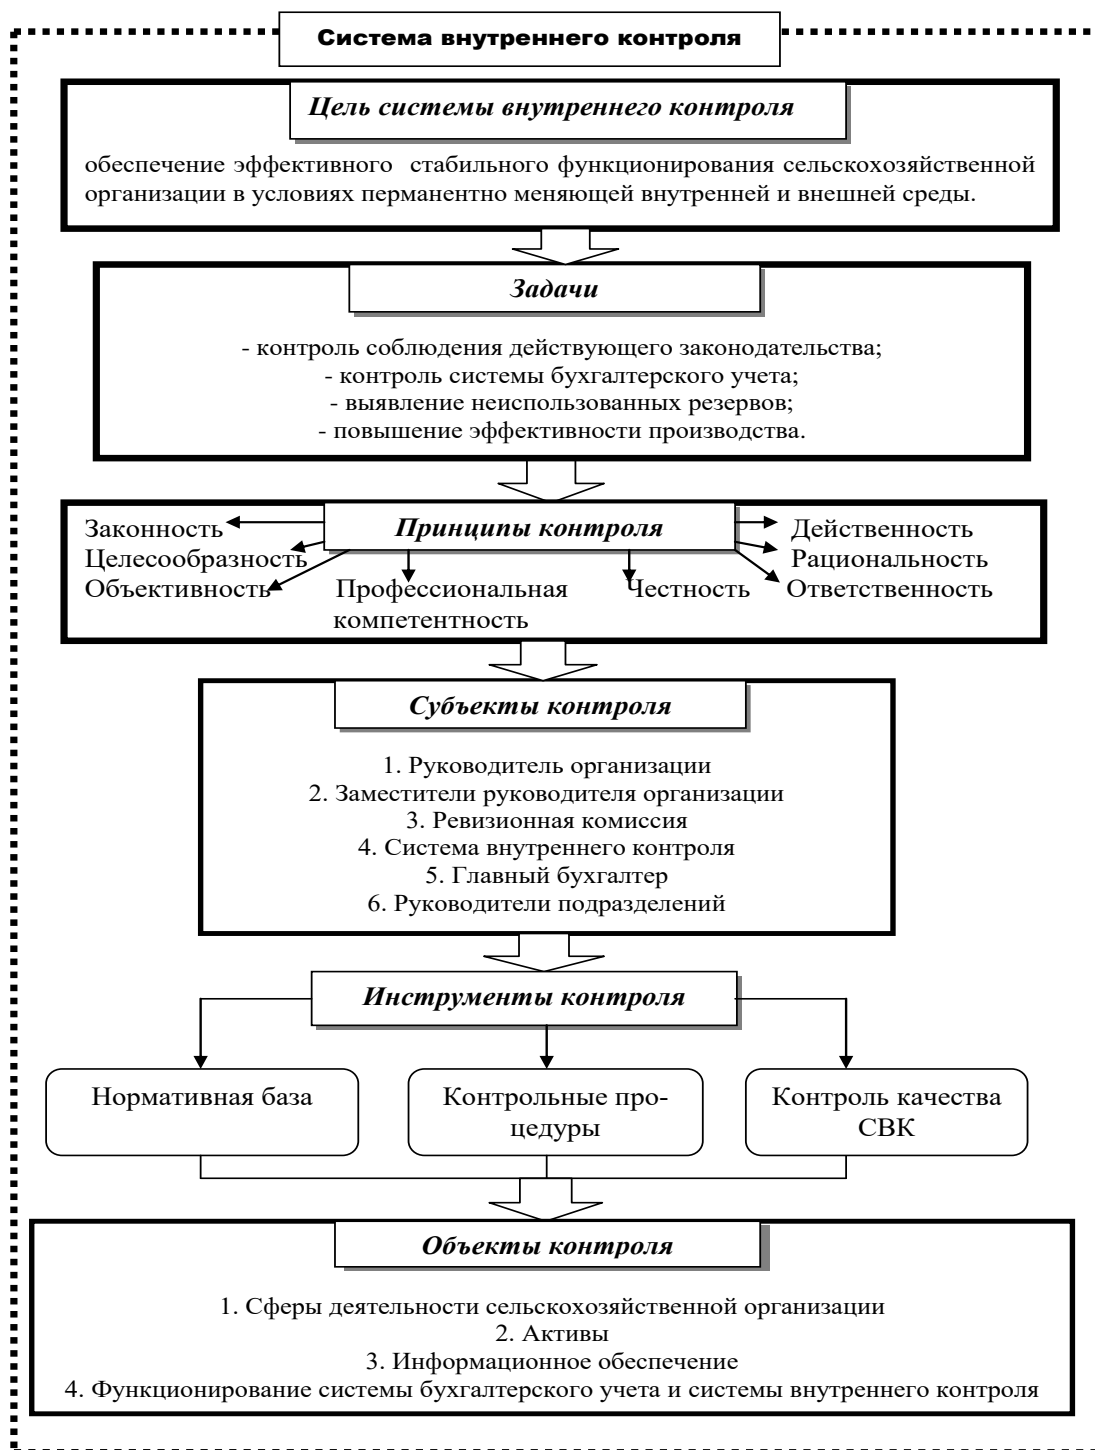 Система внутреннего контроля
Цель системы внутреннего контроля
обеспечение эффективного стабильного функционирования сельскохозяйственной
организации в условиях перманентно меняющей внутренней и внешней среды.
Задачи
- контроль соблюдения действующего законодательства;
- контроль системы бухгалтерского учета;
- выявление неиспользованных резервов;
- повышение эффективности производства.
Принципы контроля
Законность
Целесообразность
Объективность
Профессиональная
компетентность
Честность
Действенность
Рациональность
Ответственность
Субъекты контроля
1. Руководитель организации
2. Заместители руководителя организации
3. Ревизионная комиссия
4. Система внутреннего контроля
5. Главный бухгалтер
6. Руководители подразделений
Инструменты контроля
Нормативная база
Контрольные про-
цедуры
Контроль качества
СВК
Объекты контроля
1. Сферы деятельности сельскохозяйственной организации
2. Активы
3. Информационное обеспечение
4. Функционирование системы бухгалтерского учета и системы внутреннего контроля